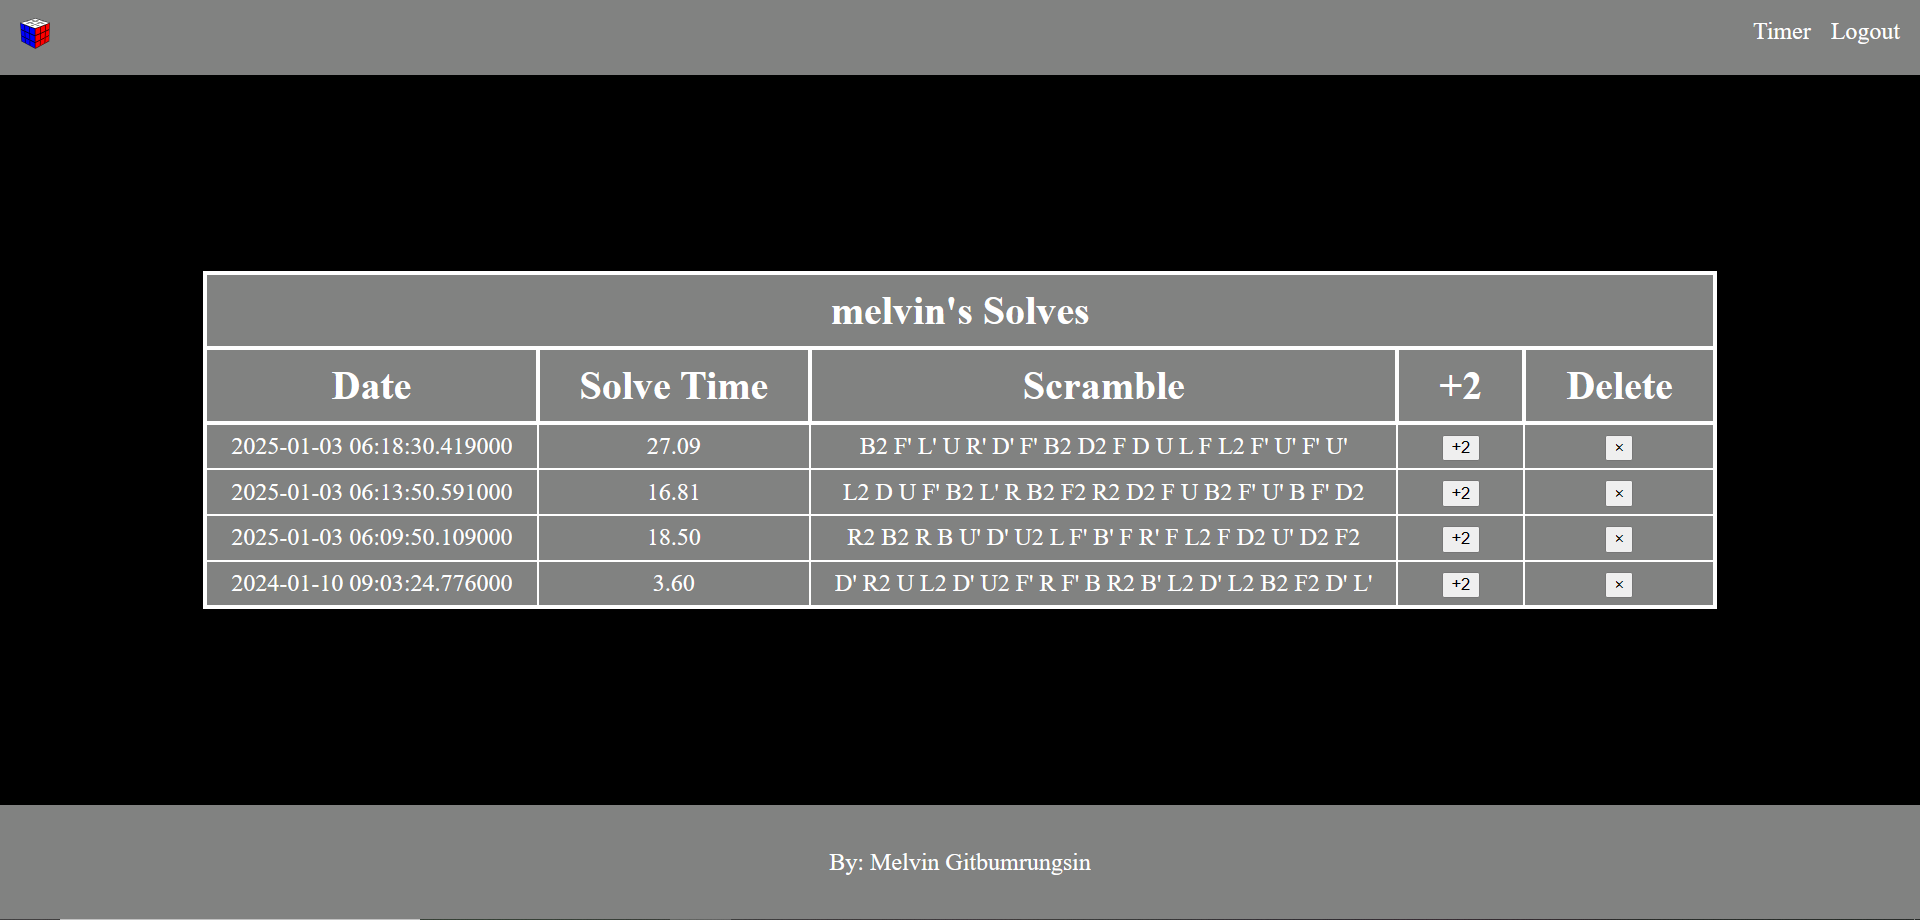 Timer Logout
melvin's Solves
Date Solve Time Scramble +2 Delete
2025-01-03 06:18:30.419000 27.09 B2 F' L' U R' D' F' B2 D2 F D U L F L2 F' U' F' U' +2 ×
2025-01-03 06:13:50.591000 16.81 L2 D U F' B2 L' R B2 F2 R2 D2 F U B2 F' U' B F' D2 +2 ×
2025-01-03 06:09:50.109000 18.50 R2 B2 R B U' D' U2 L F' B' F R' F L2 F D2 U' D2 F2 +2 ×
2024-01-10 09:03:24.776000 3.60 D' R2 U L2 D' U2 F' R F' B R2 B' L2 D' L2 B2 F2 D' L' +2 ×
By: Melvin Gitbumrungsin